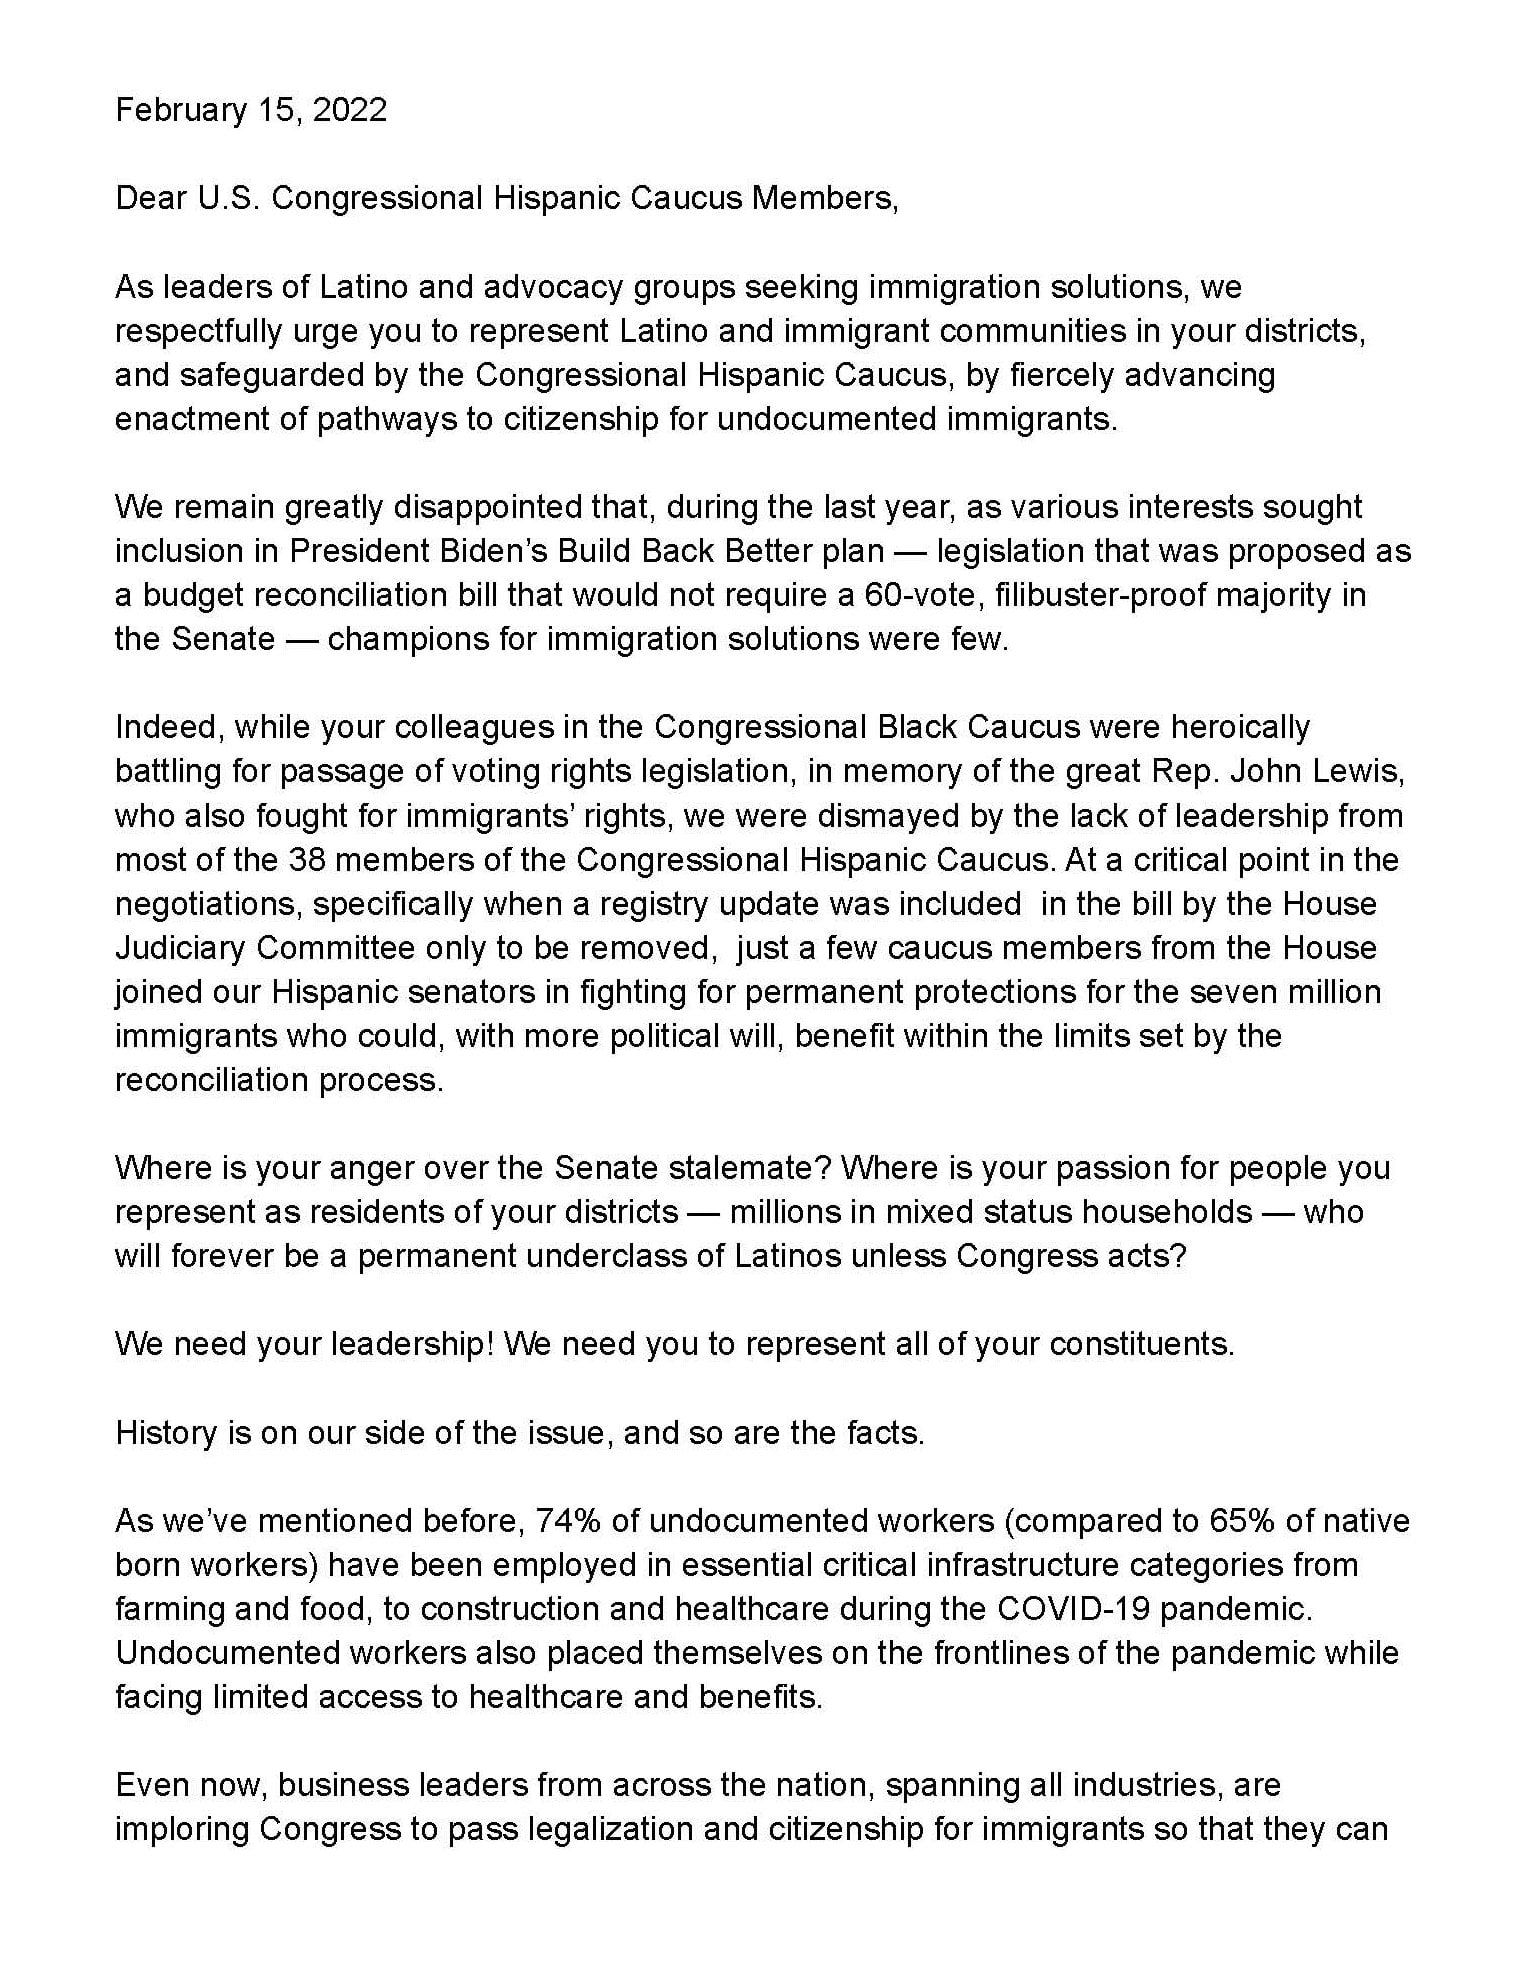 February 15, 2022
Dear U.S. Congressional Hispanic Caucus Members,
As leaders of Latino and advocacy groups seeking immigration solutions, we
respectfully urge you to represent Latino and immigrant communities in your districts,
and safeguarded by the Congressional Hispanic Caucus, by fiercely advancing
enactment of pathways to citizenship for undocumented immigrants.
We remain greatly disappointed that, during the last year, as various interests sought
inclusion in President Biden’s Build Back Better plan — legislation that was proposed as
a budget reconciliation bill that would not require a 60-vote, filibuster-proof majority in
the Senate — champions for immigration solutions were few.
Indeed, while your colleagues in the Congressional Black Caucus were heroically
battling for passage of voting rights legislation, in memory of the great Rep. John Lewis,
who also fought for immigrants’ rights, we were dismayed by the lack of leadership from
most of the 38 members of the Congressional Hispanic Caucus. At a critical point in the
negotiations, specifically when a registry update was included  in the bill by the House
Judiciary Committee only to be removed,  just a few caucus members from the House
joined our Hispanic senators in fighting for permanent protections for the seven million
immigrants who could, with more political will, benefit within the limits set by the
reconciliation process.
Where is your anger over the Senate stalemate? Where is your passion for people you
represent as residents of your districts — millions in mixed status households — who
will forever be a permanent underclass of Latinos unless Congress acts?
We need your leadership! We need you to represent all of your constituents.
History is on our side of the issue, and so are the facts.
As we’ve mentioned before, 74% of undocumented workers (compared to 65% of native
born workers) have been employed in essential critical infrastructure categories from
farming and food, to construction and healthcare during the COVID-19 pandemic.
Undocumented workers also placed themselves on the frontlines of the pandemic while
facing limited access to healthcare and benefits.
Even now, business leaders from across the nation, spanning all industries, are
imploring Congress to pass legalization and citizenship for immigrants so that they can